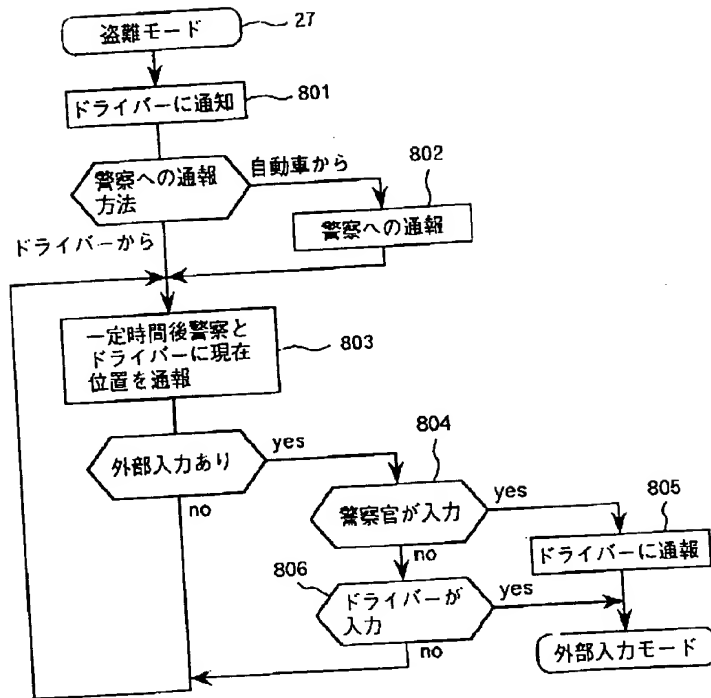 盗難モード
27
ドライバーに通知
801
警察への通報
方法
自動車から
802
警察への通報
ドライバーから
一定時間後警察と
ドライバーに現在
位置を通報
803
外部入力あり
yes
no
804
警察官が入力
yes
no
805
ドライバーに通報
806
ドライバーが
入力
yes
no
外部入力モード